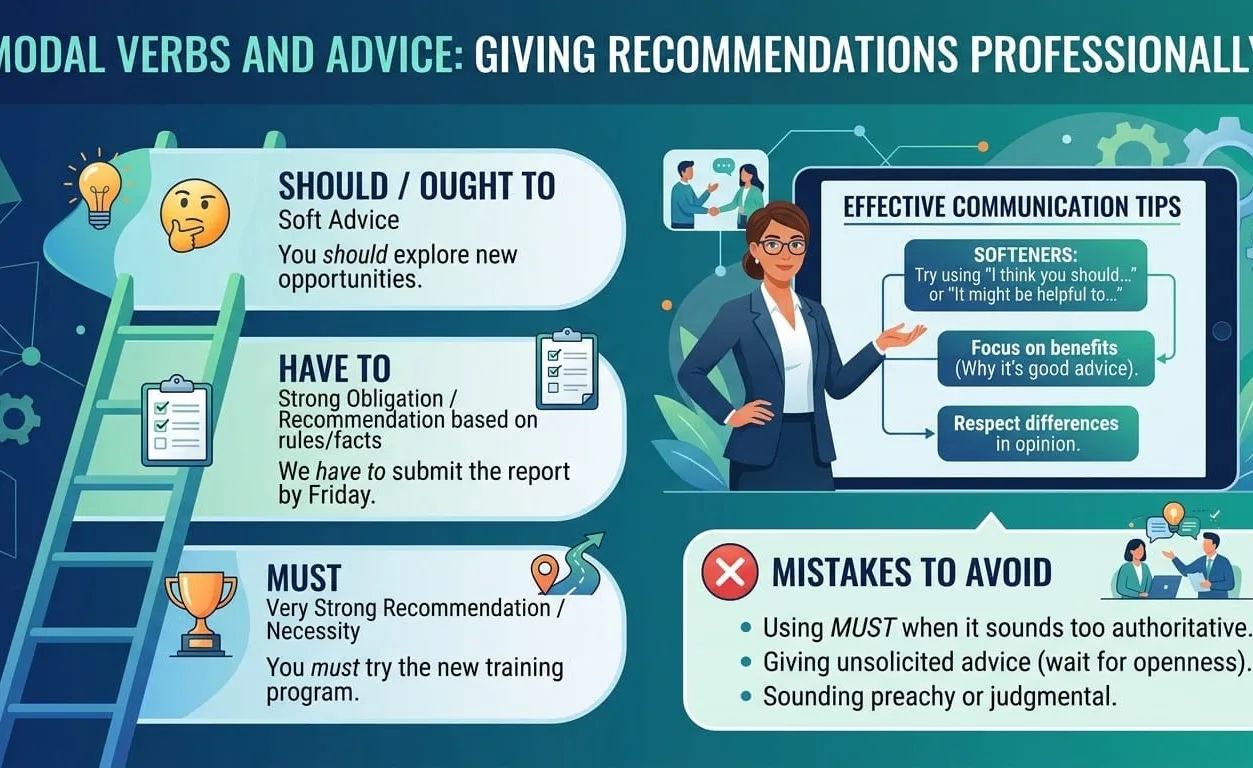 MODAL VERBS AND ADVICE: GIVING RECOMMENDATIONS PROFESSIONALLY
SHOULD / OUGHT TO
Soft Advice
You should explore new
opportunities.
HAVE TO
Strong Obligation /
Recommendation based on
rules/facts
We have to submit the report
by Friday.
MUST
Very Strong Recommendation /
Necessity
You must try the new training
program.
EFFECTIVE COMMUNICATION TIPS
SOFTENERS:
Try using "I think you should..."
or "It might be helpful to..."
Focus on benefits
(Why it's good advice).
Respect differences
in opinion.
MISTAKES TO AVOID
• Using MUST when it sounds too authoritative.
• Giving unsolicited advice (wait for openness).
• Sounding preachy or judgmental.